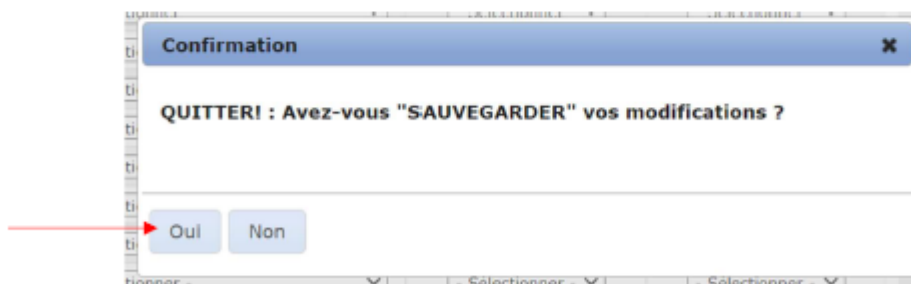 Confirmation
QUITTER! : Avez-vous "SAUVEGARDER" vos modifications ?
Oui Non
- Sélectionner - - Sélectionner -